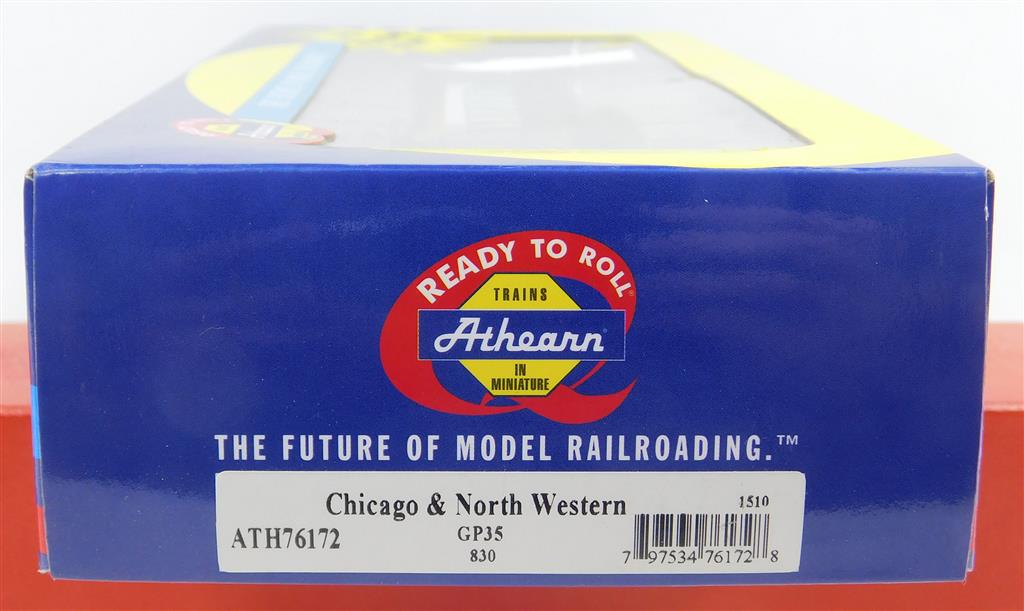 READY TO ROLL®
TRAINS
Athearn®
IN
MINIATURE
THE FUTURE OF MODEL RAILROADING.™
Chicago & North Western
1510
ATH76172
GP35
830
7 97534 76172 8